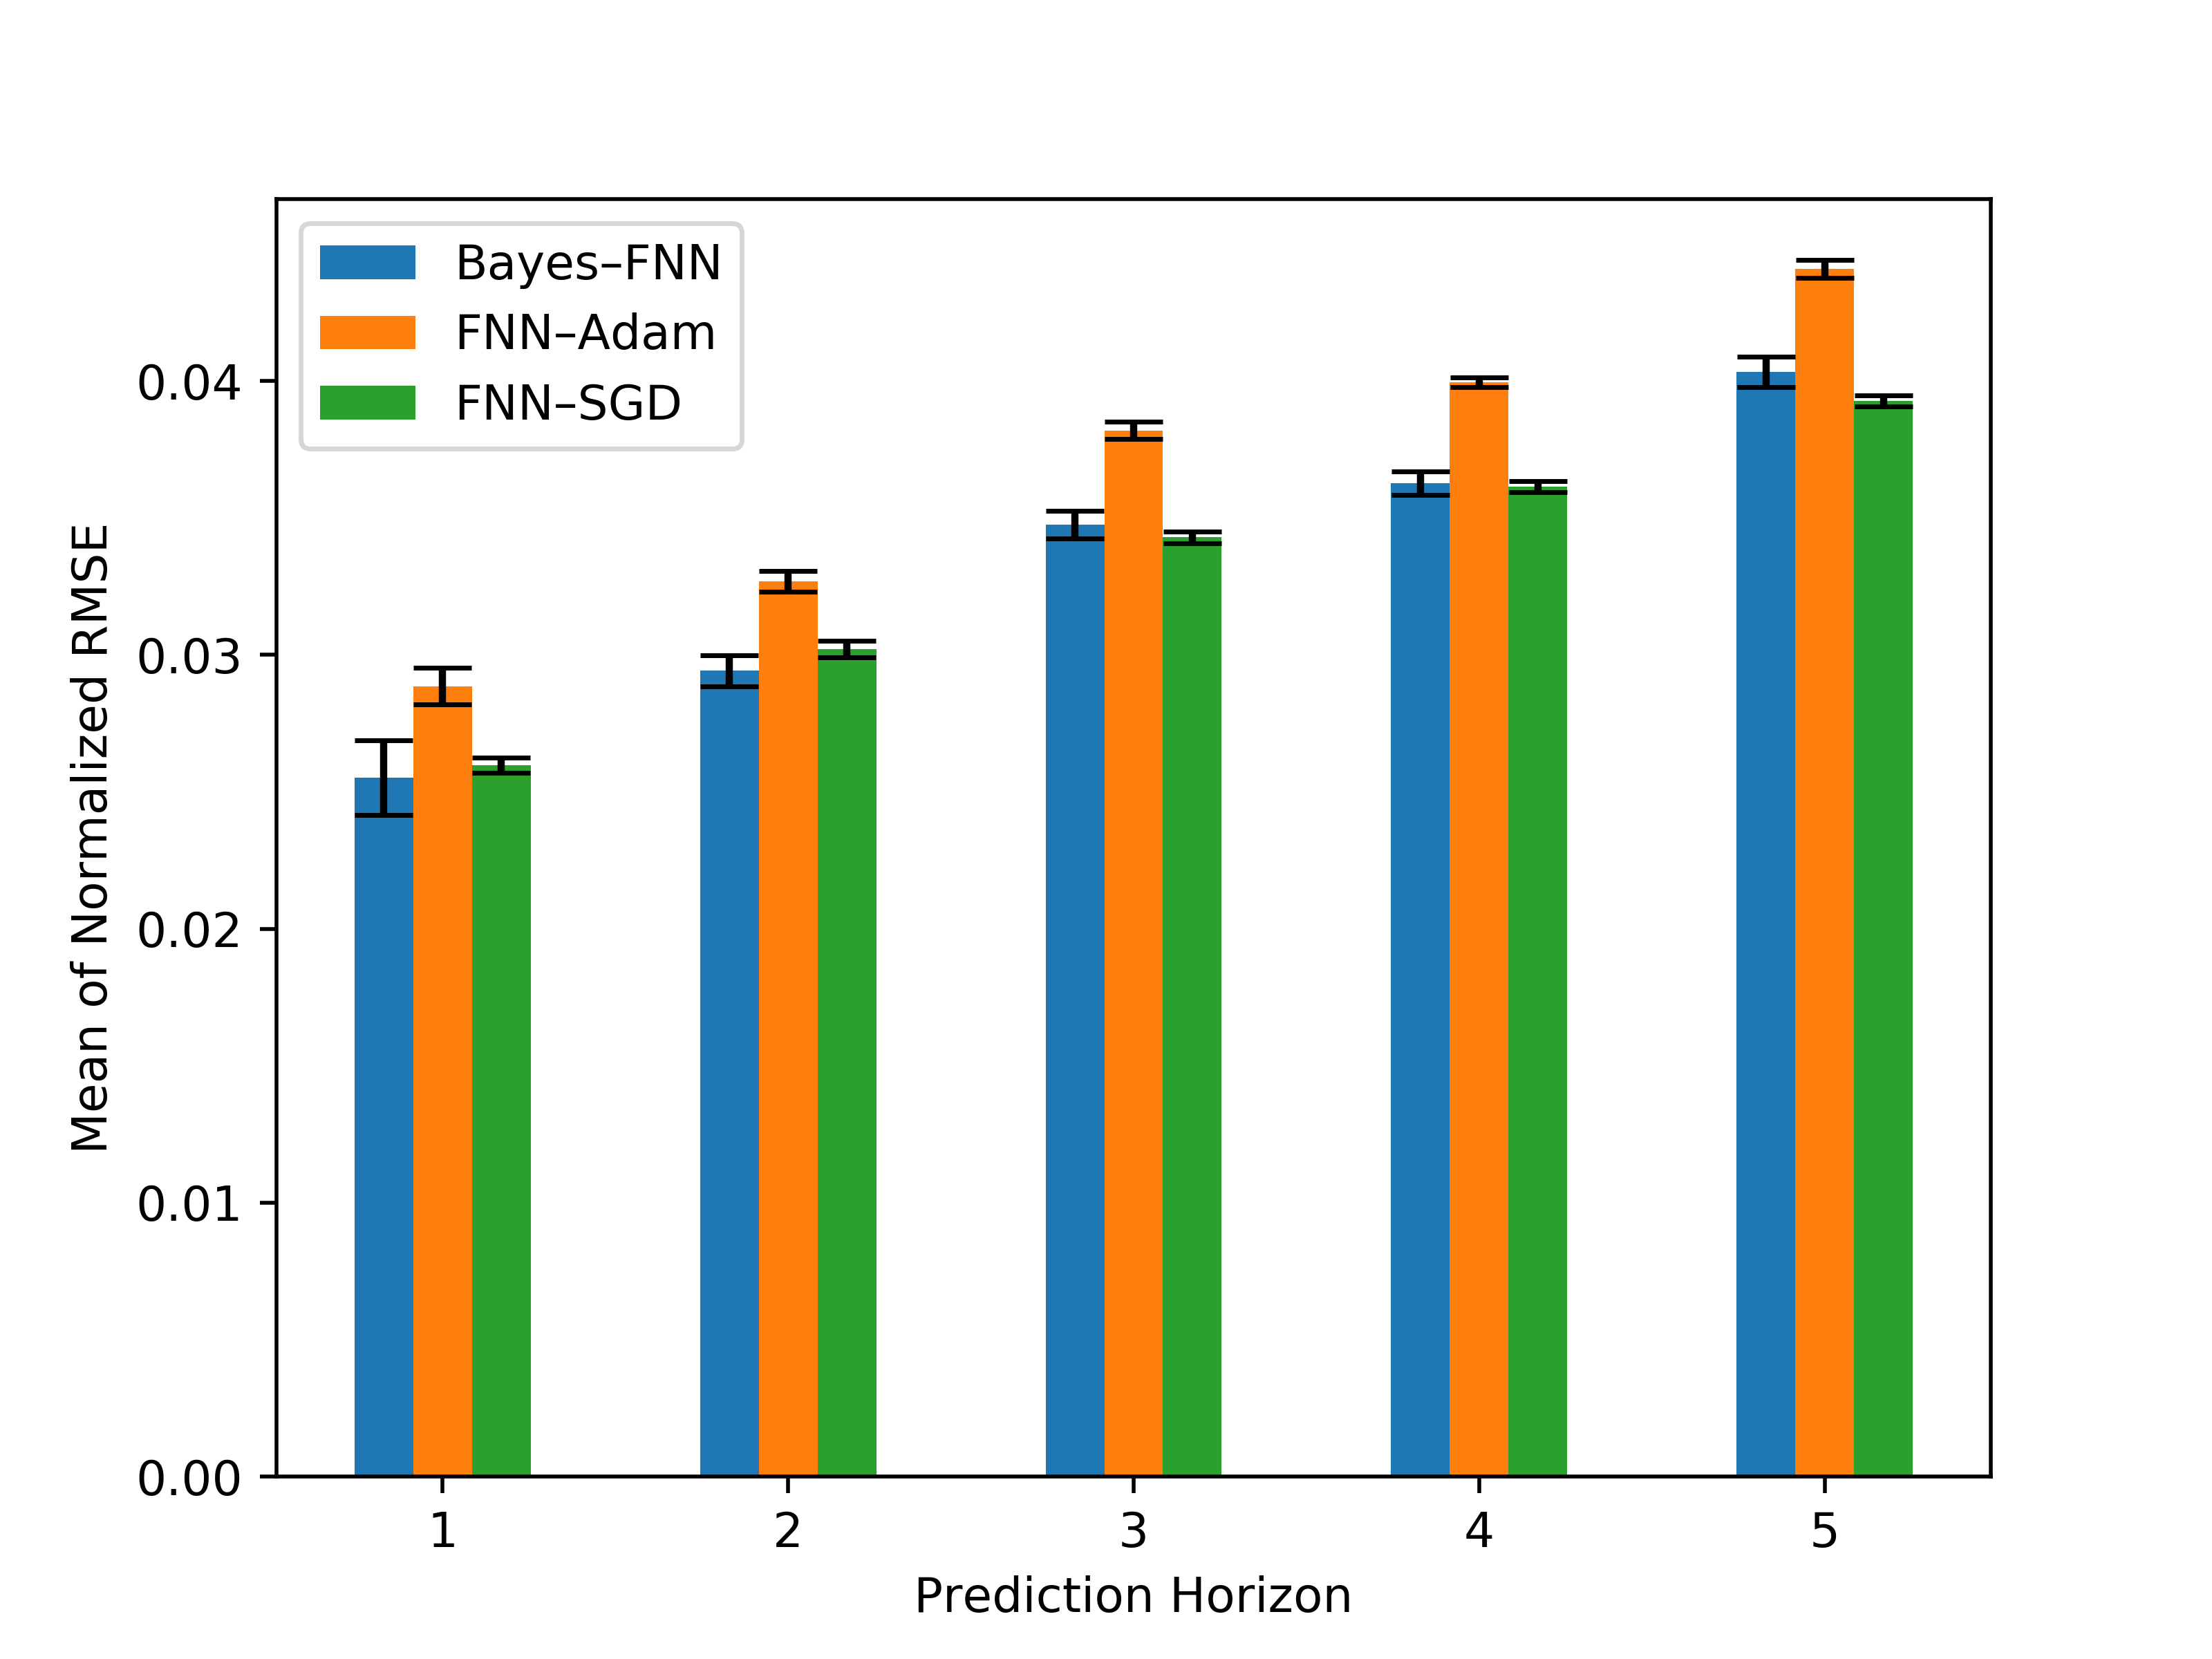 Bayes–FNN
FNN–Adam
FNN–SGD
0.04
0.03
0.02
0.01
0.00
Mean of Normalized RMSE
1 2 3 4 5
Prediction Horizon